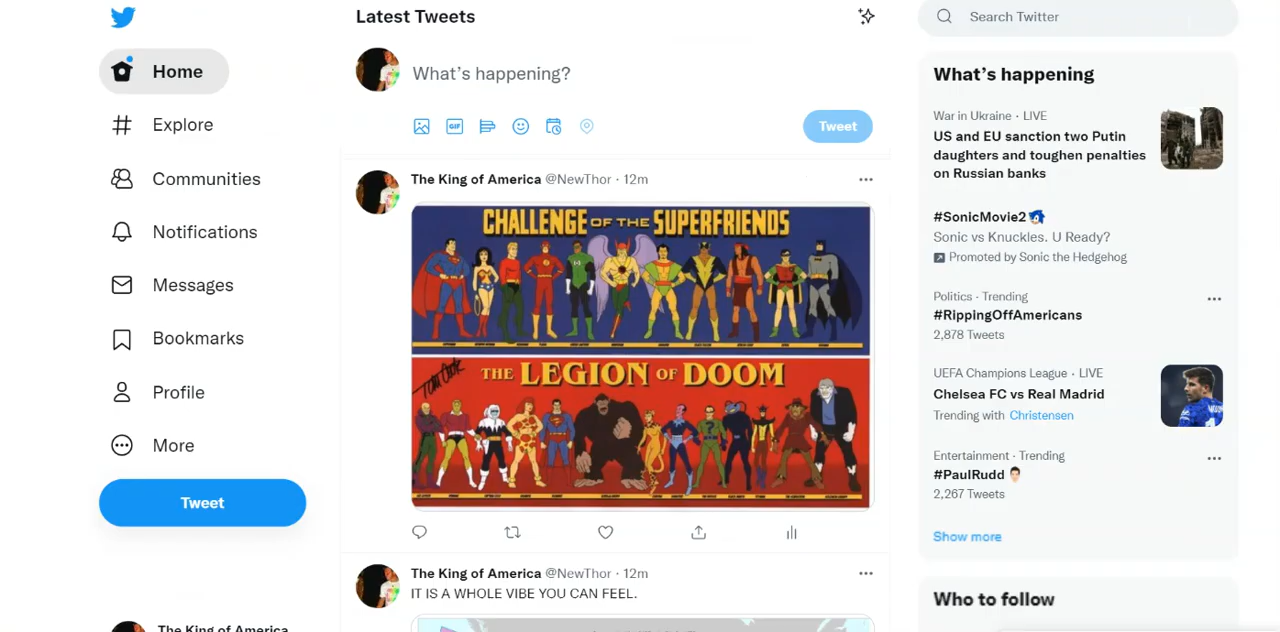 Home
Explore
Communities
Notifications
Messages
Bookmarks
Profile
More
Tweet
The King of America
Latest Tweets
What's happening?
GIF
Tweet
The King of America @NewThor · 12m
CHALLENGE OF THE SUPERFRIENDS
THE LEGION OF DOOM
The King of America @NewThor · 12m
IT IS A WHOLE VIBE YOU CAN FEEL.
Search Twitter
What's happening
War in Ukraine · LIVE
US and EU sanction two Putin
daughters and toughen penalties
on Russian banks
#SonicMovie2
Sonic vs Knuckles. U Ready?
Promoted by Sonic the Hedgehog
Politics · Trending
#RippingOffAmericans
2,878 Tweets
UEFA Champions League · LIVE
Chelsea FC vs Real Madrid
Trending with Christensen
Entertainment · Trending
#PaulRudd
2,267 Tweets
Show more
Who to follow